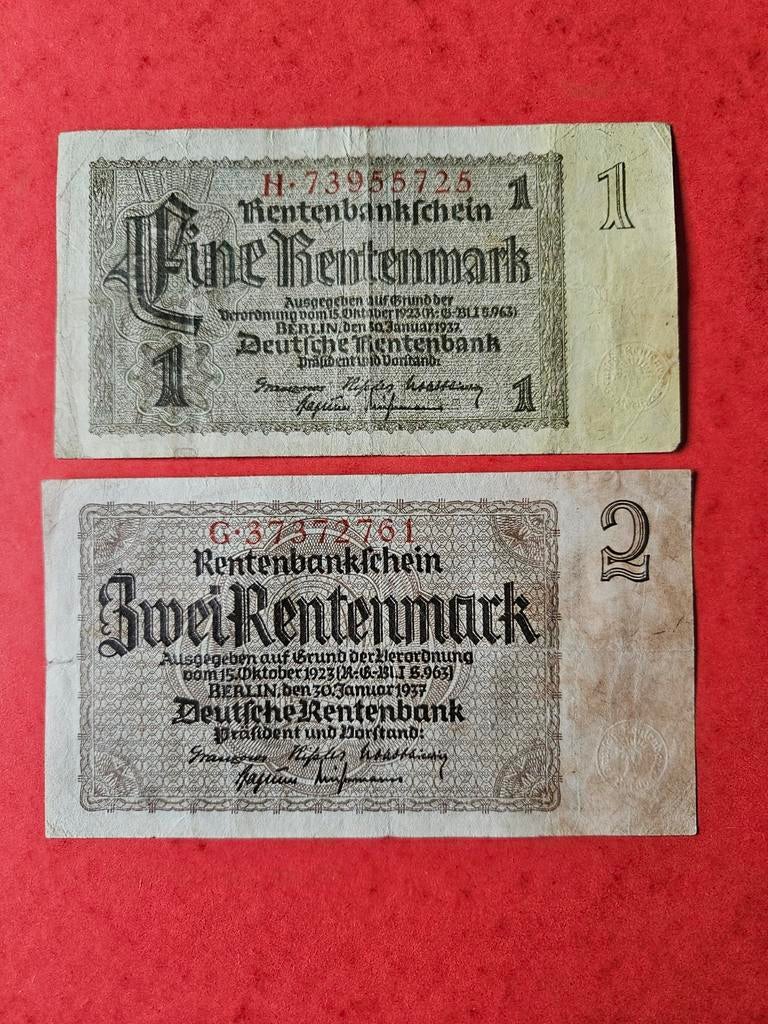 H·73955725
1
1
Rentenbankschein
Eine Rentenmark
Ausgegeben auf Grund der
Verordnung vom 15. Oktober 1923 (R.-G.-Bl. I S. 963)
BERLIN, den 30. Januar 1937.
Deutsche Rentenbank
Präsident und Vorstand:
1
1
G·37372761
2
Rentenbankschein
Zwei Rentenmark
Ausgegeben auf Grund der Verordnung
vom 15. Oktober 1923 (R.-G.-Bl. I S. 963)
BERLIN, den 30. Januar 1937
Deutsche Rentenbank
Präsident und Vorstand: